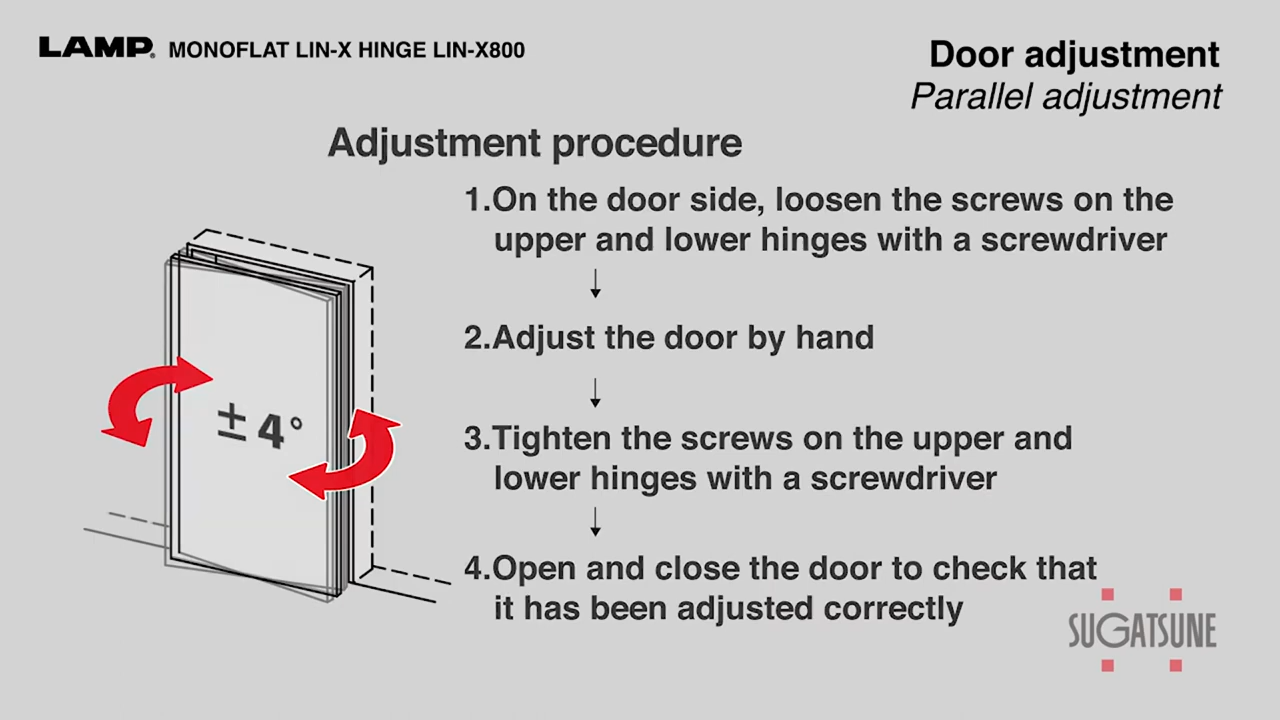 LAMP® MONOFLAT LIN-X HINGE LIN-X800
Door adjustment
Parallel adjustment
Adjustment procedure
1.On the door side, loosen the screws on the
upper and lower hinges with a screwdriver
↓
2.Adjust the door by hand
↓
3.Tighten the screws on the upper and
lower hinges with a screwdriver
↓
4.Open and close the door to check that
it has been adjusted correctly
± 4°
SUGATSUNE